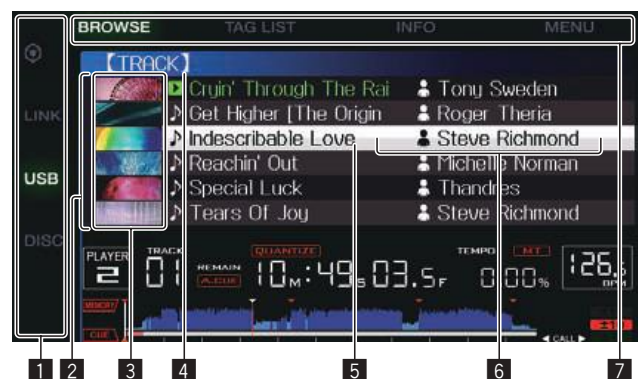 BROWSE TAG LIST INFO MENU
【TRACK】
LINK
USB
DISC
Cryin' Through The Rai Tony Sweden
Get Higher [The Origin Roger Theria
Indescribable Love Steve Richmond
Reachin' Out Michelle Norman
Special Luck Thandres
Tears Of Joy Steve Richmond
PLAYER 2 TRACK 01 REMAIN A.CUE QUANTIZE 10M:49S03.5F TEMPO MT 0.00% 126.5 BPM
MEMORY
CUE
CALL
1 2 3 4 5 6 7